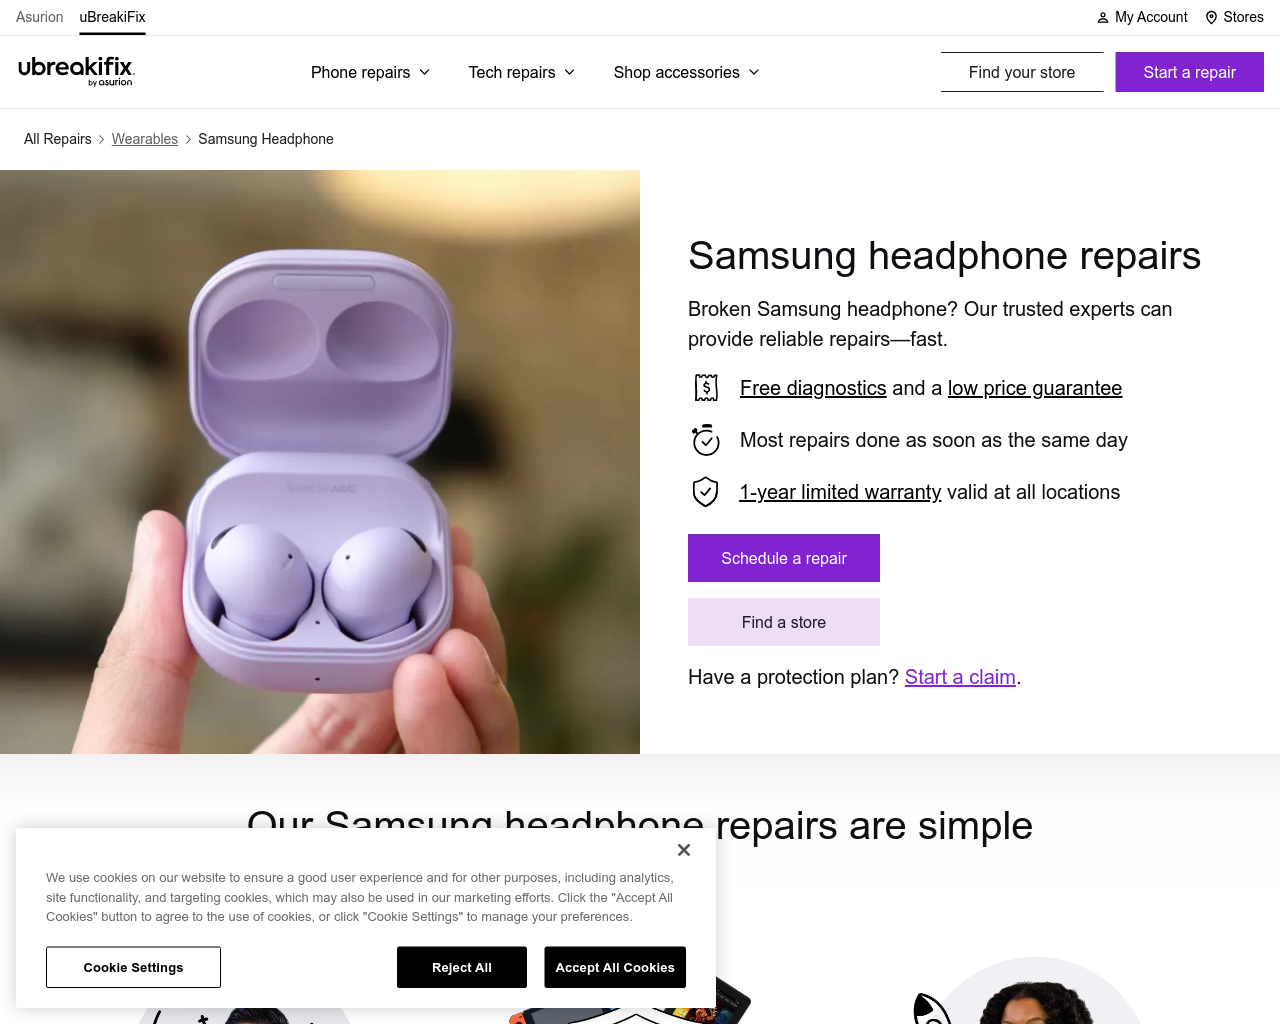 Asurion uBreakiFix My Account Stores
ubreakifix.
by asurion
Phone repairs Tech repairs Shop accessories Find your store Start a repair
All Repairs > Wearables > Samsung Headphone
Samsung headphone repairs
Broken Samsung headphone? Our trusted experts can
provide reliable repairs—fast.
Free diagnostics and a low price guarantee
Most repairs done as soon as the same day
1-year limited warranty valid at all locations
Schedule a repair
Find a store
Have a protection plan? Start a claim.
Our Samsung headphone repairs are simple
We use cookies on our website to ensure a good user experience and for other purposes, including analytics,
site functionality, and targeting cookies, which may also be used in our marketing efforts. Click the "Accept All
Cookies" button to agree to the use of cookies, or click "Cookie Settings" to manage your preferences.
Cookie Settings Reject All Accept All Cookies